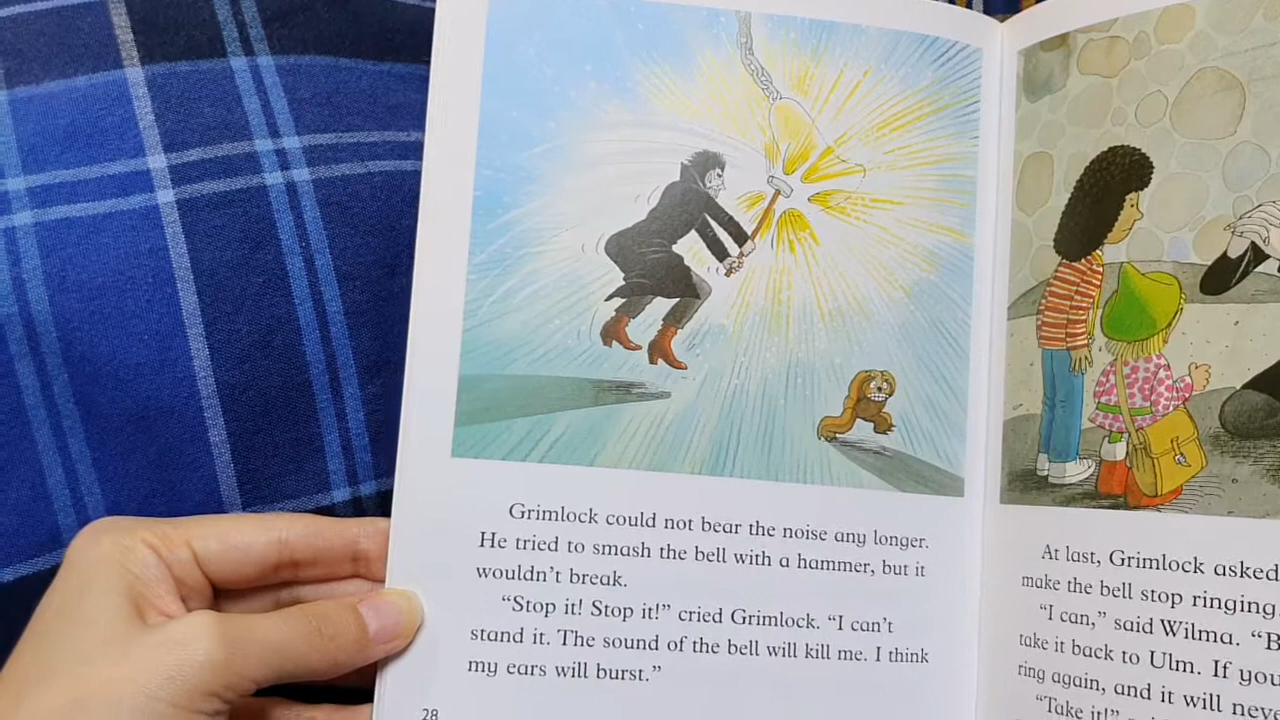 Grimlock could not bear the noise any longer.
He tried to smash the bell with a hammer, but it
wouldn't break.
"Stop it! Stop it!" cried Grimlock. "I can't
stand it. The sound of the bell will kill me. I think
my ears will burst."
28
At last, Grimlock asked
make the bell stop ringing
"I can," said Wilma.
take it back to Ulm. If you
ring again, and it will
"Take it!"